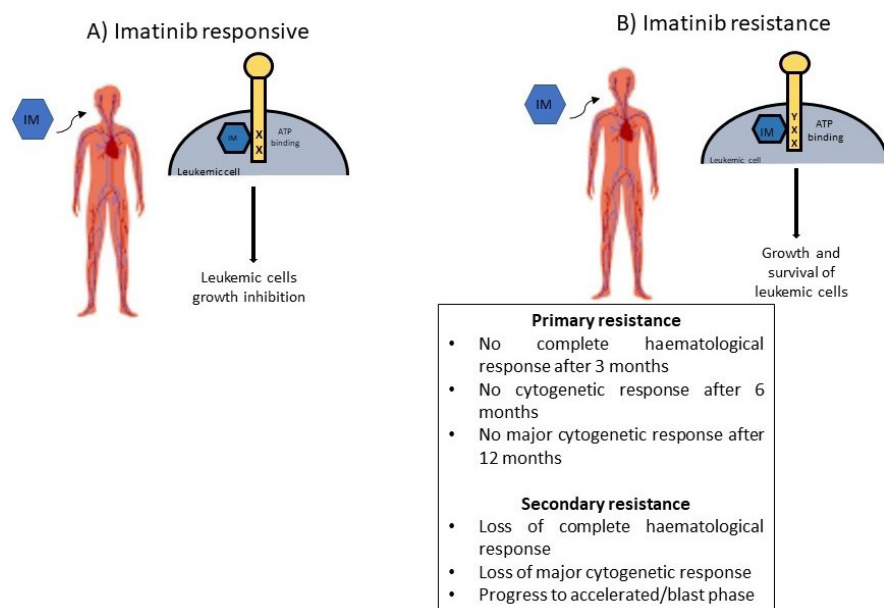 A) Imatinib responsive
IM
IM
X
X
ATP
binding
Leukemic cell
Leukemic cells
growth inhibition
B) Imatinib resistance
IM
IM
Y
X
X
ATP
binding
Leukemic cell
Growth and
survival of
leukemic cells
Primary resistance
• No complete haematological
response after 3 months
• No cytogenetic response after 6
months
• No major cytogenetic response after
12 months
Secondary resistance
• Loss of complete haematological
response
• Loss of major cytogenetic response
• Progress to accelerated/blast phase